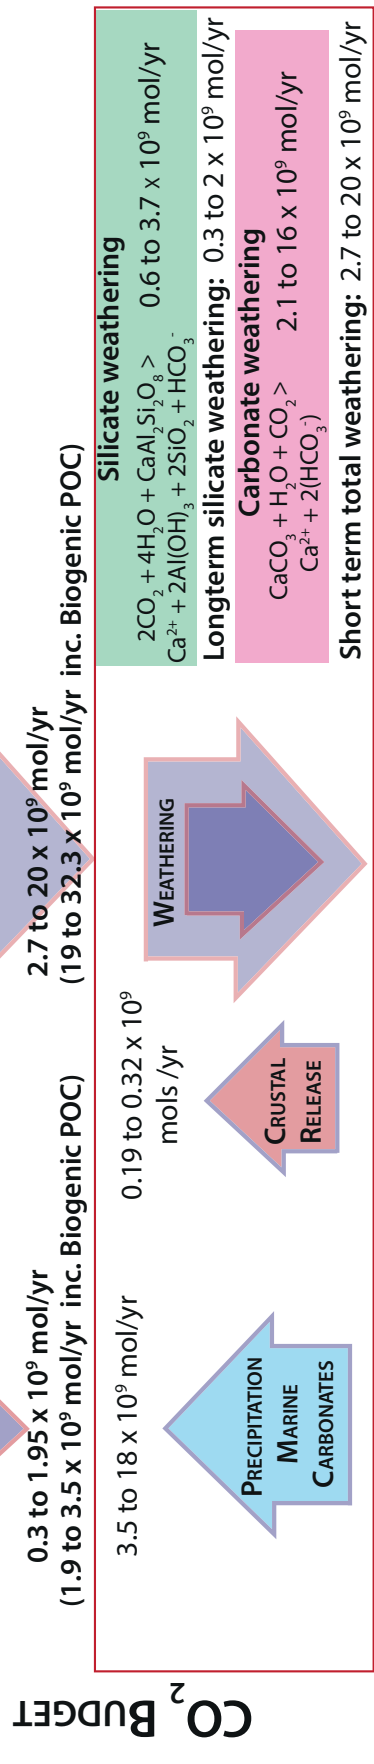 CO2 BUDGET
0.3 to 1.95 x 10⁹ mol/yr
(1.9 to 3.5 x 10⁹ mol/yr inc. Biogenic POC)
2.7 to 20 x 10⁹ mol/yr
(19 to 32.3 x 10⁹ mol/yr inc. Biogenic POC)
3.5 to 18 x 10⁹ mol/yr
PRECIPITATION
MARINE
CARBONATES
0.19 to 0.32 x 10⁹
mols /yr
CRUSTAL
RELEASE
WEATHERING
Silicate weathering
2CO₂ + 4H₂O + CaAl₂Si₂O₈ > 0.6 to 3.7 x 10⁹ mol/yr
Ca²⁺ + 2Al(OH)₃ + 2SiO₂ + HCO₃⁻
Longterm silicate weathering: 0.3 to 2 x 10⁹ mol/yr
Carbonate weathering
CaCO₃ + H₂O + CO₂ > 2.1 to 16 x 10⁹ mol/yr
Ca²⁺ + 2(HCO₃⁻)
Short term total weathering: 2.7 to 20 x 10⁹ mol/yr